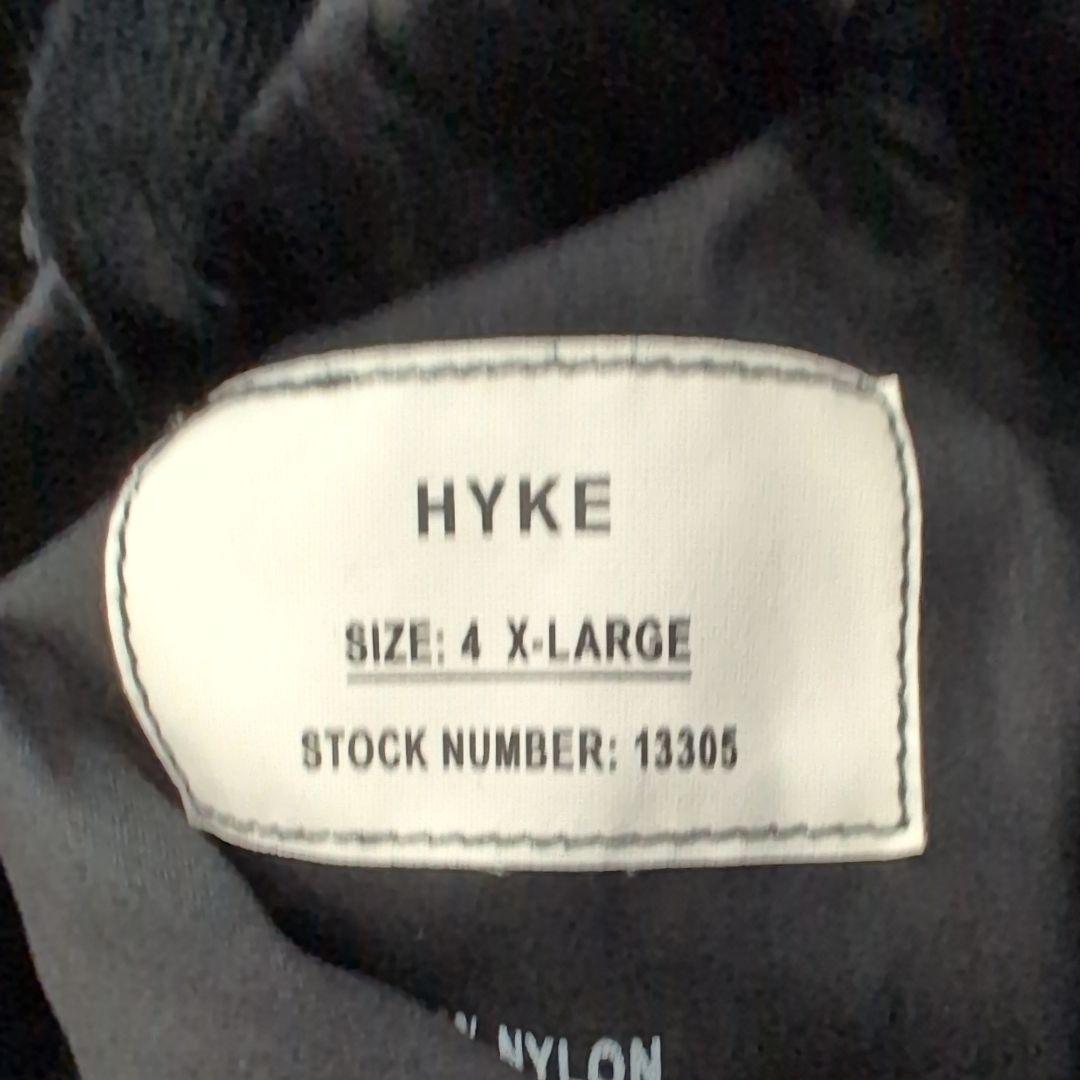 HYKE
SIZE: 4 X-LARGE
STOCK NUMBER: 13305
% NYLON